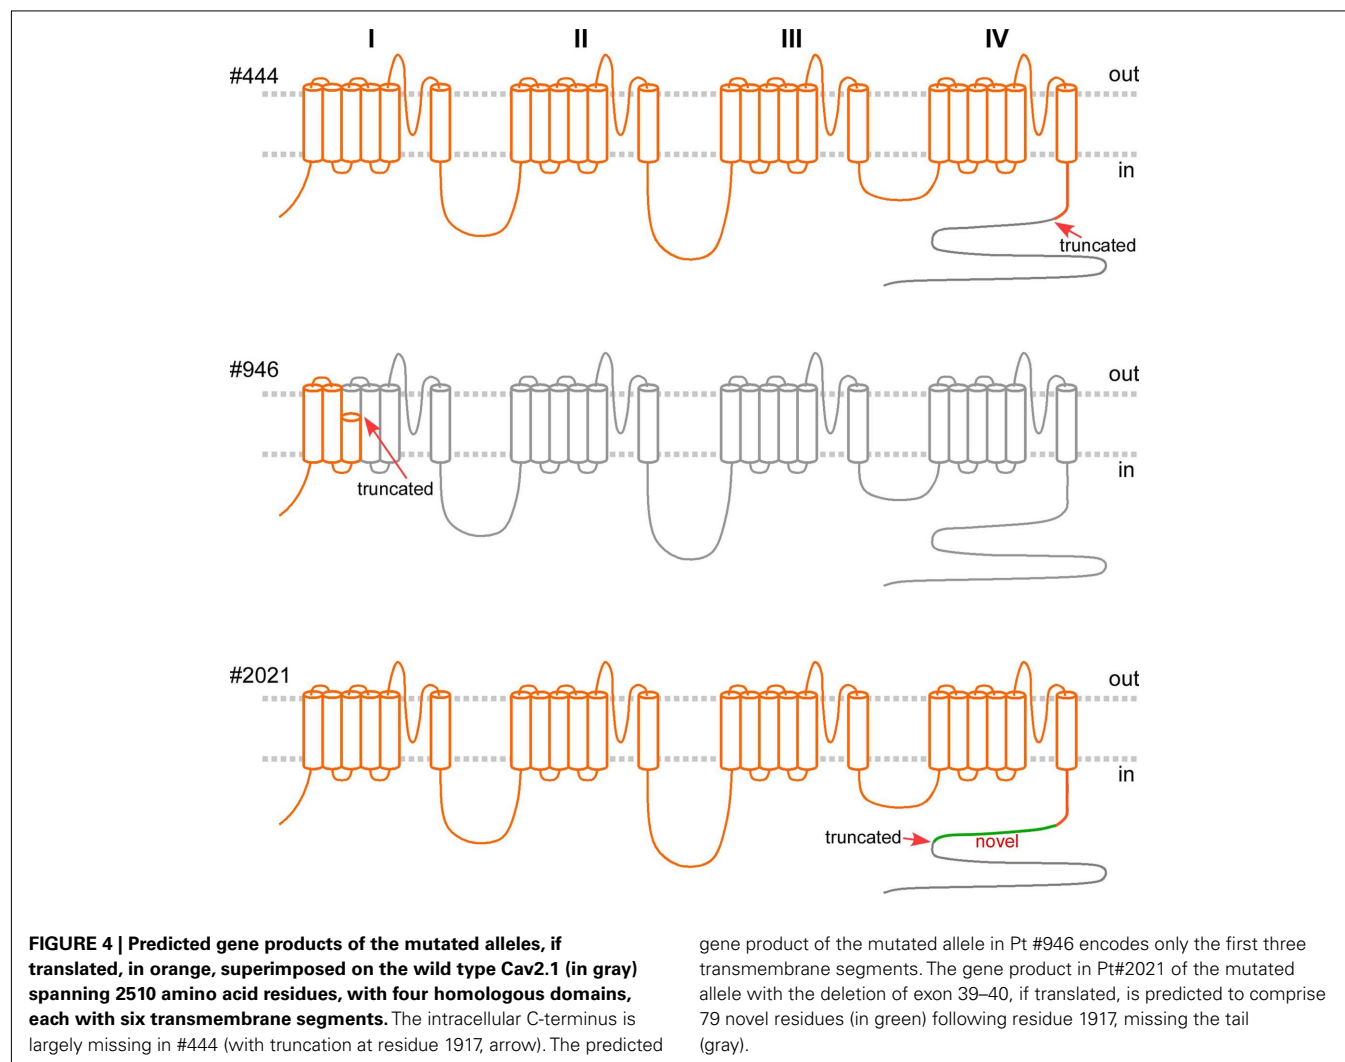 I II III IV
#444
out
in
truncated
#946
out
in
truncated
#2021
out
in
truncated
novel
FIGURE 4 | Predicted gene products of the mutated alleles, if
translated, in orange, superimposed on the wild type Cav2.1 (in gray)
spanning 2510 amino acid residues, with four homologous domains,
each with six transmembrane segments. The intracellular C-terminus is
largely missing in #444 (with truncation at residue 1917, arrow). The predicted
gene product of the mutated allele in Pt #946 encodes only the first three
transmembrane segments. The gene product in Pt#2021 of the mutated
allele with the deletion of exon 39–40, if translated, is predicted to comprise
79 novel residues (in green) following residue 1917, missing the tail
(gray).